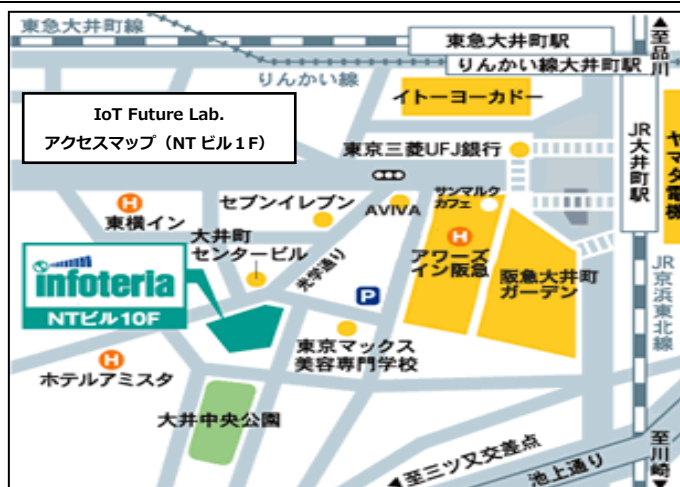 東急大井町線
東急大井町駅
▲至品川
りんかい線
りんかい線大井町駅
イトーヨーカドー
IoT Future Lab.
アクセスマップ（NT ビル１F）
東京三菱UFJ銀行
JR大井町駅
ヤマダ電機
サンマルク
カフェ
H
東横イン
セブンイレブン
AVIVA
大井町
センタービル
光学通り
H
アワーズ
イン阪急
阪急大井町
ガーデン
JR京浜東北線
infoteria
NTビル10F
P
東京マックス
美容専門学校
H
ホテルアミスタ
大井中央公園
◀至三ツ又交差点
池上通り
至川崎▼